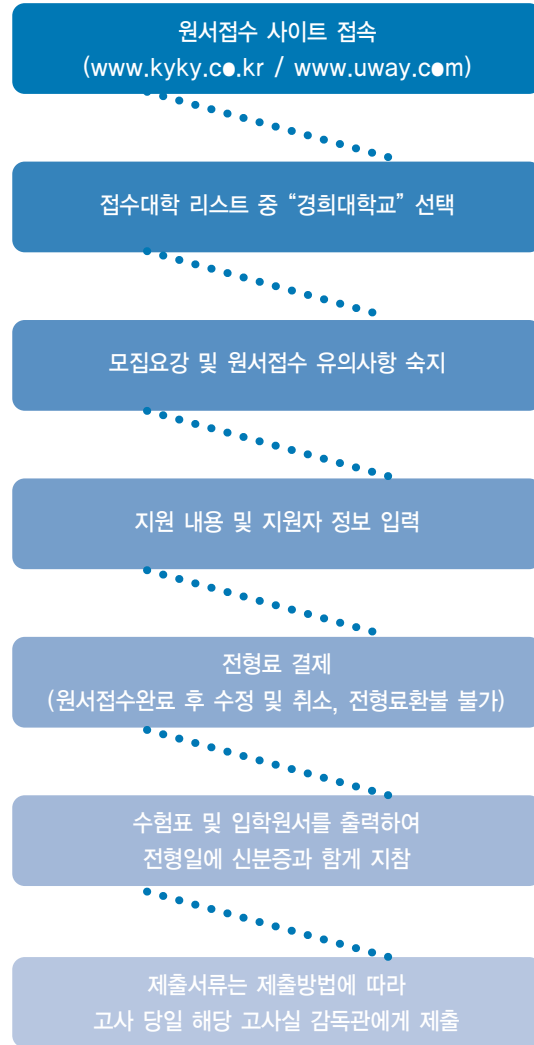 원서접수 사이트 접속
(www.kyky.co.kr / www.uway.com)
접수대학 리스트 중 “경희대학교” 선택
모집요강 및 원서접수 유의사항 숙지
지원 내용 및 지원자 정보 입력
전형료 결제
(원서접수완료 후 수정 및 취소, 전형료환불 불가)
수험표 및 입학원서를 출력하여
전형일에 신분증과 함께 지참
제출서류는 제출방법에 따라
고사 당일 해당 고사실 감독관에게 제출